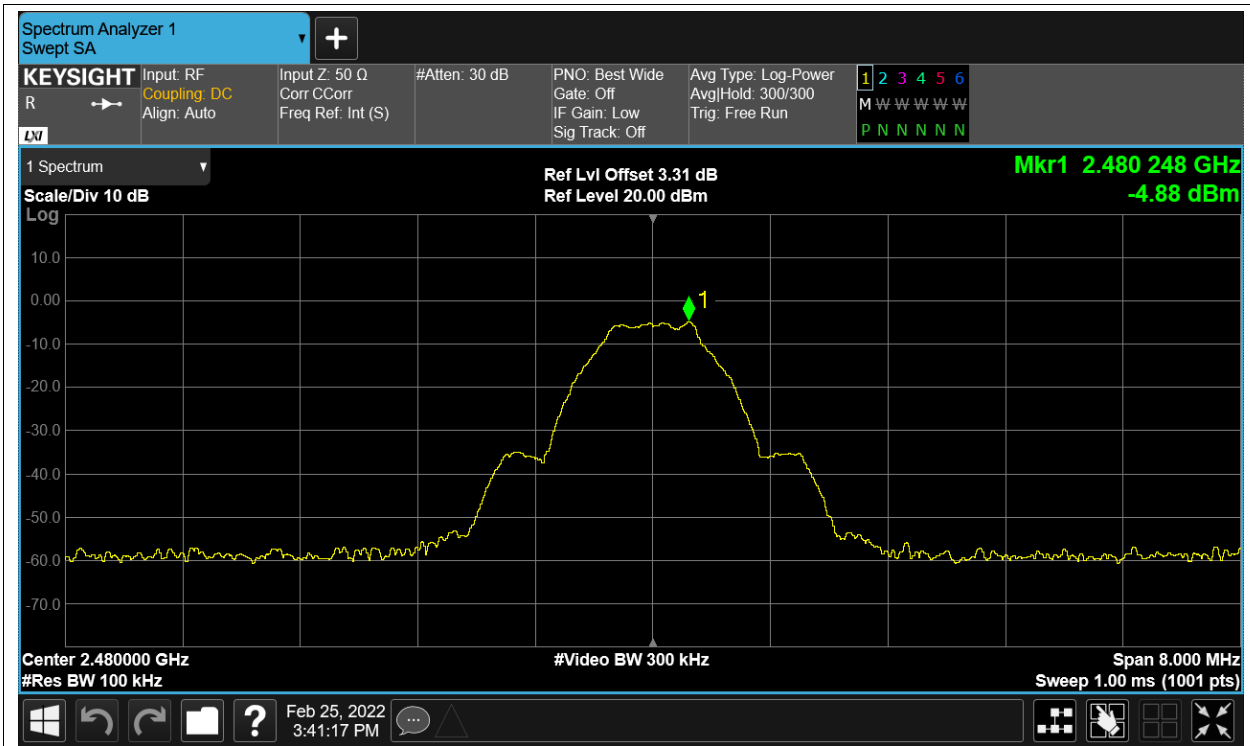 Spectrum Analyzer 1
Swept SA
KEYSIGHT
R
LXI
Input: RF
Coupling: DC
Align: Auto
Input Z: 50 Ω
Corr CCorr
Freq Ref: Int (S)
#Atten: 30 dB
PNO: Best Wide
Gate: Off
IF Gain: Low
Sig Track: Off
Avg Type: Log-Power
Avg|Hold: 300/300
Trig: Free Run
1 2 3 4 5 6
M W W W W W
P N N N N N
1 Spectrum
Scale/Div 10 dB
Log
Ref Lvl Offset 3.31 dB
Ref Level 20.00 dBm
Mkr1 2.480 248 GHz
-4.88 dBm
10.0
0.00
1
-10.0
-20.0
-30.0
-40.0
-50.0
-60.0
-70.0
Center 2.480000 GHz
#Video BW 300 kHz
Span 8.000 MHz
#Res BW 100 kHz
Sweep 1.00 ms (1001 pts)
?
Feb 25, 2022
3:41:17 PM